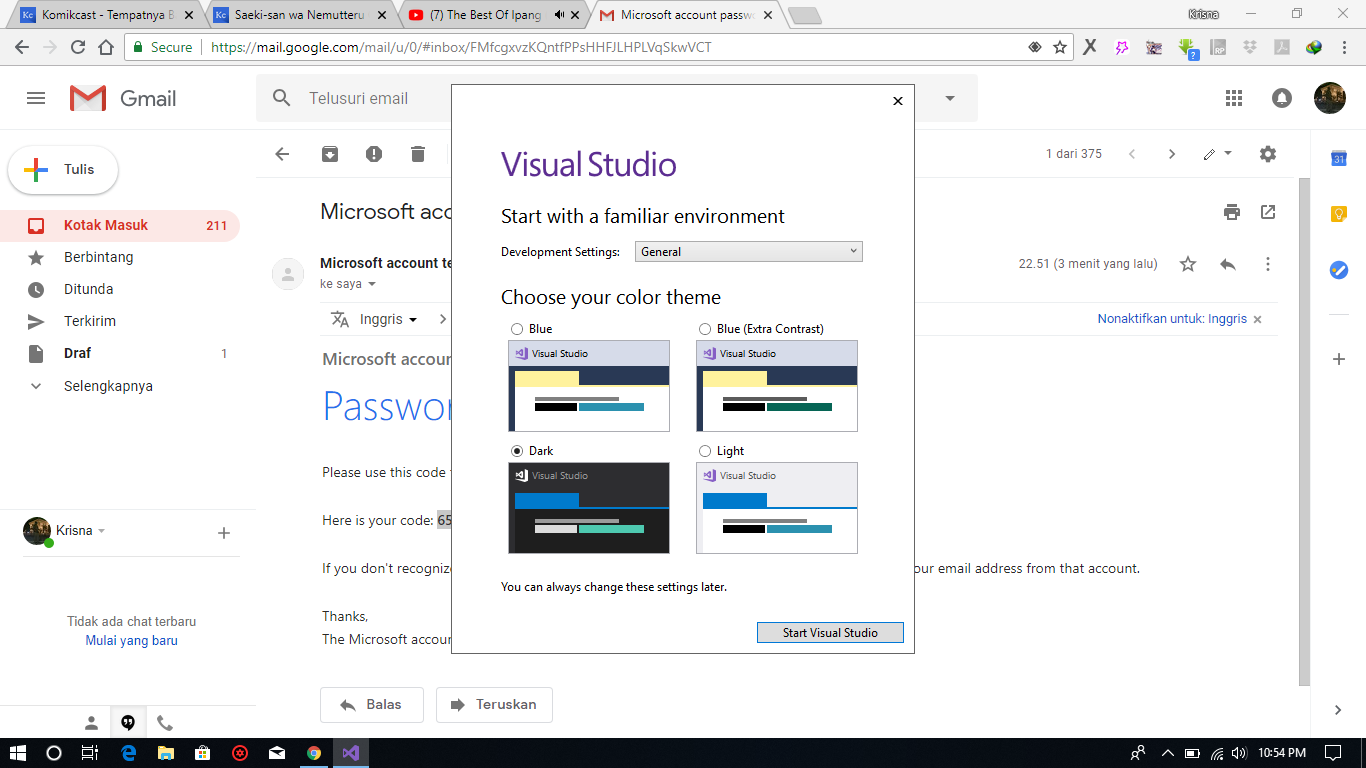 Komikcast - Tempatnya B
Saeki-san wa Nemutteru
(7) The Best Of Ipang
Microsoft account passw
Krisna
Secure
https://mail.google.com/mail/u/0/#inbox/FMfcgxvzKQntfPPsHHFJLHPLVqSkwVCT
Gmail
Telusuri email
Tulis
1 dari 375
Kotak Masuk 211
Berbintang
Ditunda
Terkirim
Draf 1
Selengkapnya
Krisna
Tidak ada chat terbaru
Mulai yang baru
Microsoft acc
Microsoft account te
ke saya
22.51 (3 menit yang lalu)
Inggris
Nonaktifkan untuk: Inggris
Microsoft accour
Passwor
Please use this code
Here is your code: 65
If you don't recogniz
our email address from that account.
Thanks,
The Microsoft accou
Balas
Teruskan
Visual Studio
Start with a familiar environment
Development Settings: General
Choose your color theme
Blue
Visual Studio
Blue (Extra Contrast)
Visual Studio
Dark
Visual Studio
Light
Visual Studio
You can always change these settings later.
Start Visual Studio
31
10:54 PM